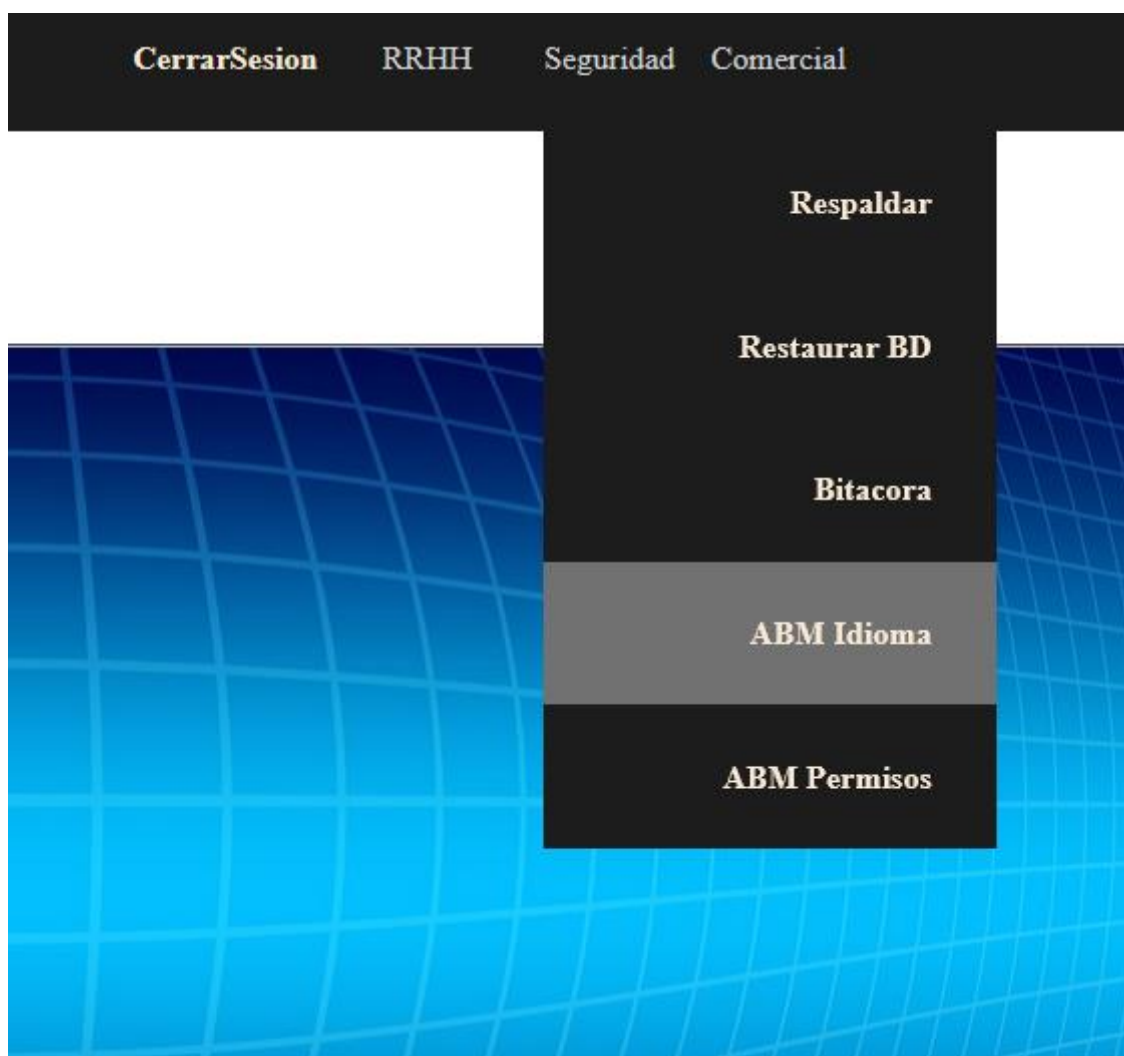 CerrarSesion RRHH Seguridad Comercial
Respaldar
Restaurar BD
Bitacora
ABM Idioma
ABM Permisos